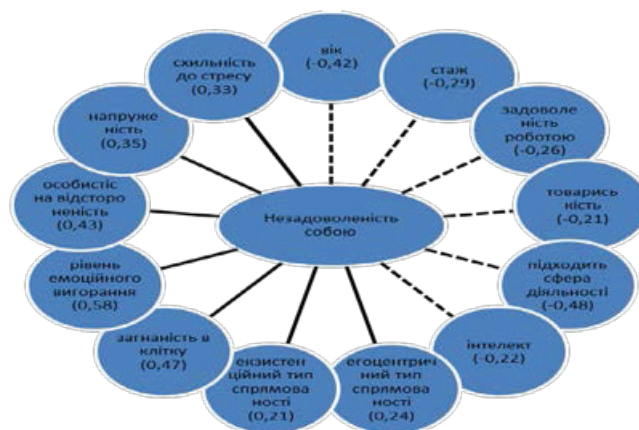 схильність
до стресу
(0,33)
вік
(-0,42)
стаж
(-0,29)
задоволе
ність
роботою
(-0,26)
товарись
кість
(-0,21)
підходить
сфера
діяльності
(-0,48)
інтелект
(-0,22)
егоцентрич
ний тип
спрямова
ності
(0,24)
екзистен
ційний тип
спрямова
ності
(0,21)
загнаність в
клітку
(0,47)
рівень
емоційного
вигорання
(0,58)
особистіс
на відсторо
неність
(0,43)
напруже
ність
(0,35)
Незадоволеність
собою